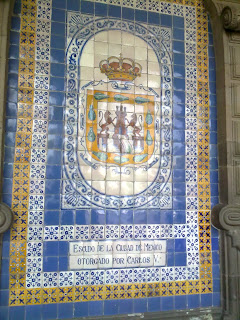 ESCUDO DE LA CIUDAD DE MEXICO
OTORGADO POR CARLOS V.